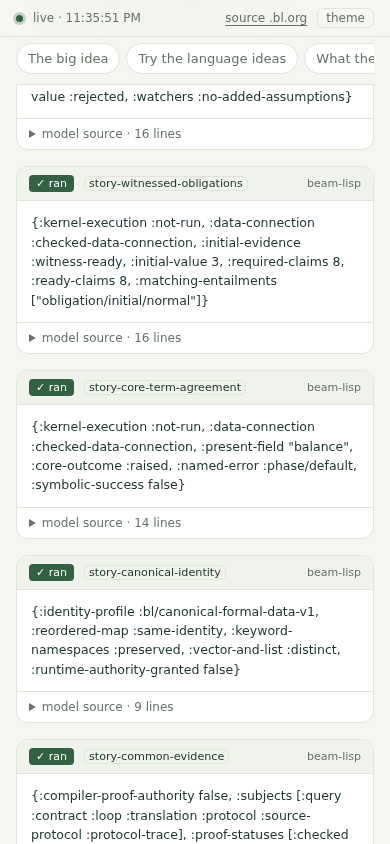 live · 11:35:51 PM
source .bl.org
theme
The big idea
Try the language ideas
What the
value :rejected, :watchers :no-added-assumptions}
▶ model source · 16 lines
✓ ran story-witnessed-obligations beam-lisp
{:kernel-execution :not-run, :data-connection
:checked-data-connection, :initial-evidence
:witness-ready, :initial-value 3, :required-claims 8,
:ready-claims 8, :matching-entailments
["obligation/initial/normal"]}
▶ model source · 16 lines
✓ ran story-core-term-agreement beam-lisp
{:kernel-execution :not-run, :data-connection
:checked-data-connection, :present-field "balance",
:core-outcome :raised, :named-error :phase/default,
:symbolic-success false}
▶ model source · 14 lines
✓ ran story-canonical-identity beam-lisp
{:identity-profile :bl/canonical-formal-data-v1,
:reordered-map :same-identity, :keyword-
namespaces :preserved, :vector-and-list :distinct,
:runtime-authority-granted false}
▶ model source · 9 lines
✓ ran story-common-evidence beam-lisp
{:compiler-proof-authority false, :subjects [:query
:contract :loop :translation :protocol :source-
protocol :protocol-trace], :proof-statuses [:checked